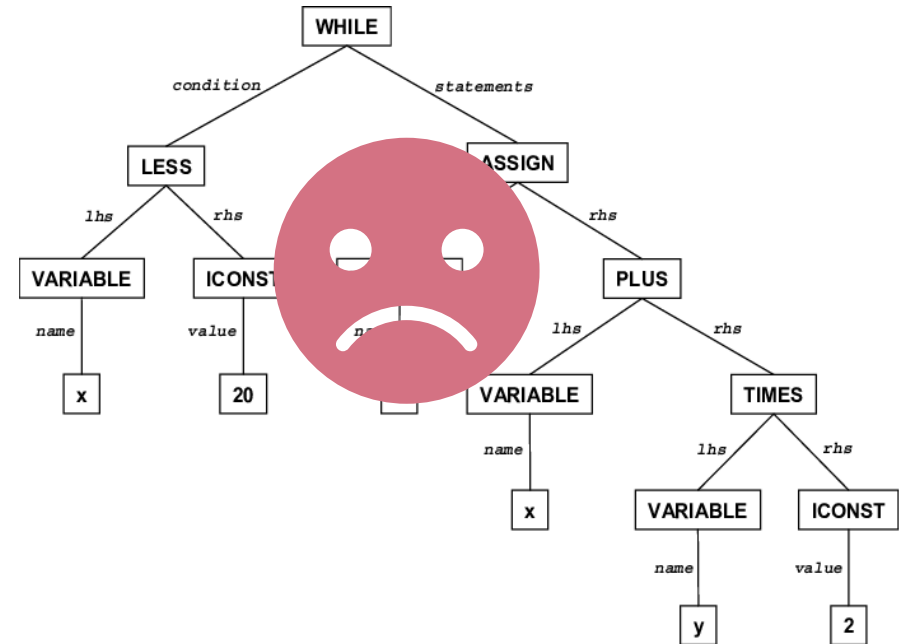 WHILE
condition statements
LESS ASSIGN
lhs rhs rhs
VARIABLE ICONST PLUS
name value lhs rhs
x 20 VARIABLE TIMES
name lhs rhs
x VARIABLE ICONST
name value
y 2